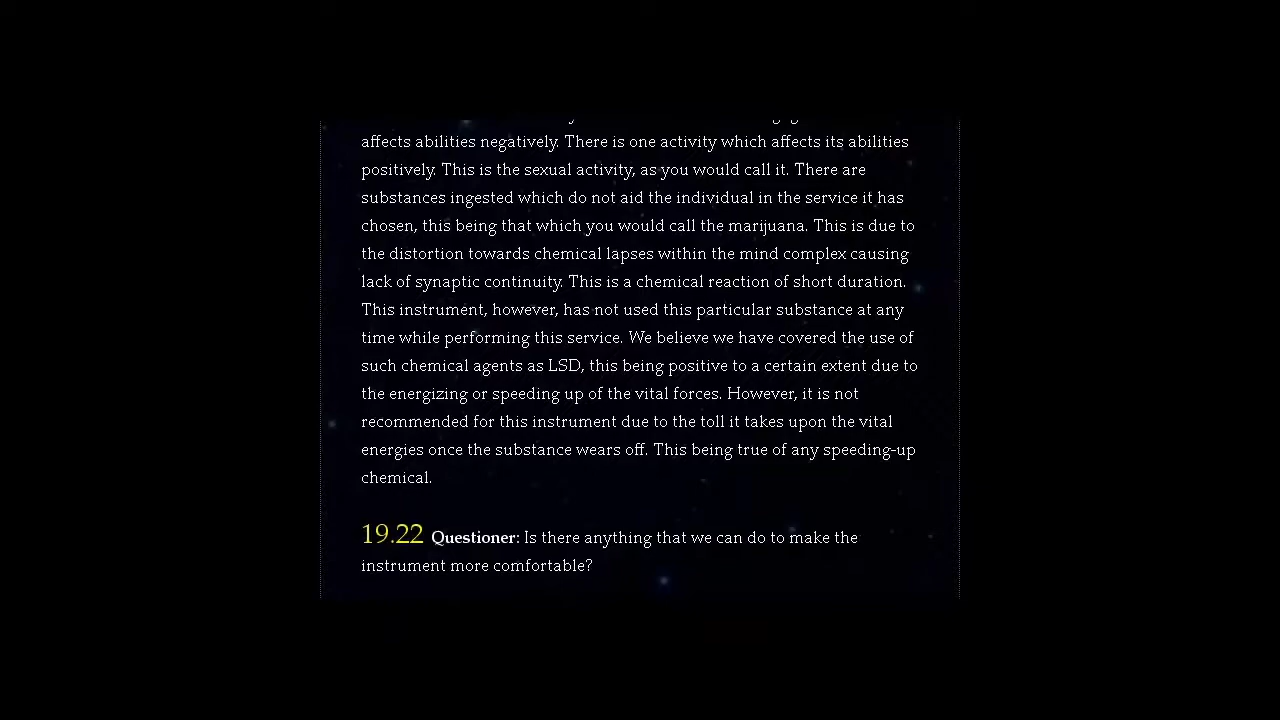 affects abilities negatively. There is one activity which affects its abilities
positively. This is the sexual activity, as you would call it. There are
substances ingested which do not aid the individual in the service it has
chosen, this being that which you would call the marijuana. This is due to
the distortion towards chemical lapses within the mind complex causing
lack of synaptic continuity. This is a chemical reaction of short duration.
This instrument, however, has not used this particular substance at any
time while performing this service. We believe we have covered the use of
such chemical agents as LSD, this being positive to a certain extent due to
the energizing or speeding up of the vital forces. However, it is not
recommended for this instrument due to the toll it takes upon the vital
energies once the substance wears off. This being true of any speeding-up
chemical.
19.22 Questioner: Is there anything that we can do to make the
instrument more comfortable?